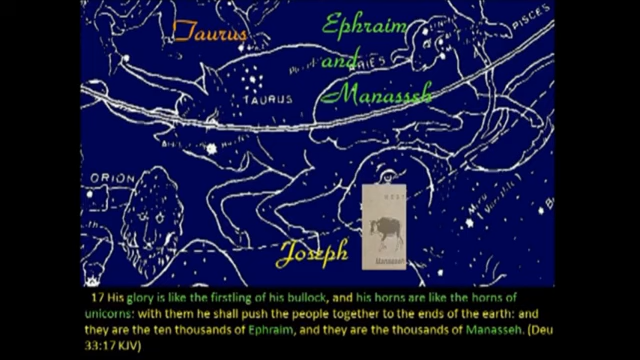 Taurus
Ephraim
and
Manasseh
PISCES
ARIES
TAURUS
ORION
Joseph
Manasseh
17 His glory is like the firstling of his bullock, and his horns are like the horns of
unicorns: with them he shall push the people together to the ends of the earth: and
they are the ten thousands of Ephraim, and they are the thousands of Manasseh. (Deu
33:17 KJV)